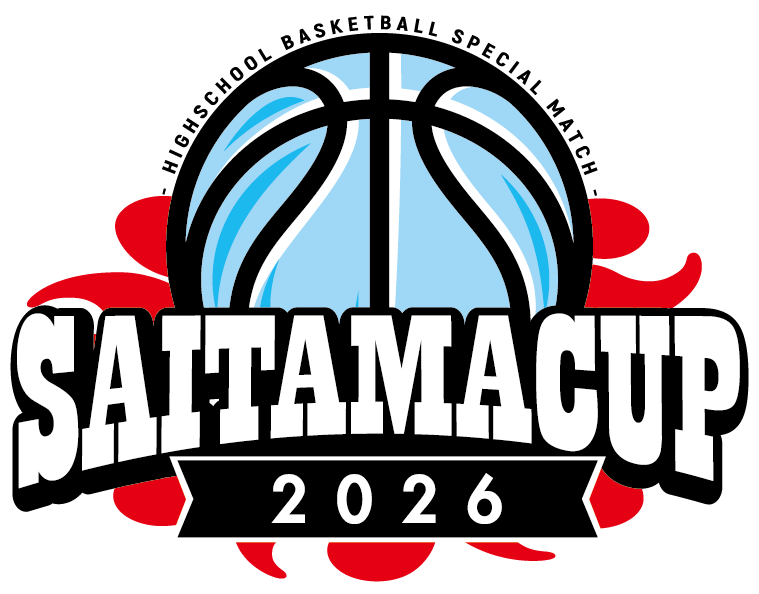 - HIGHSCHOOL BASKETBALL SPECIAL MATCH -
SAITAMACUP
2026